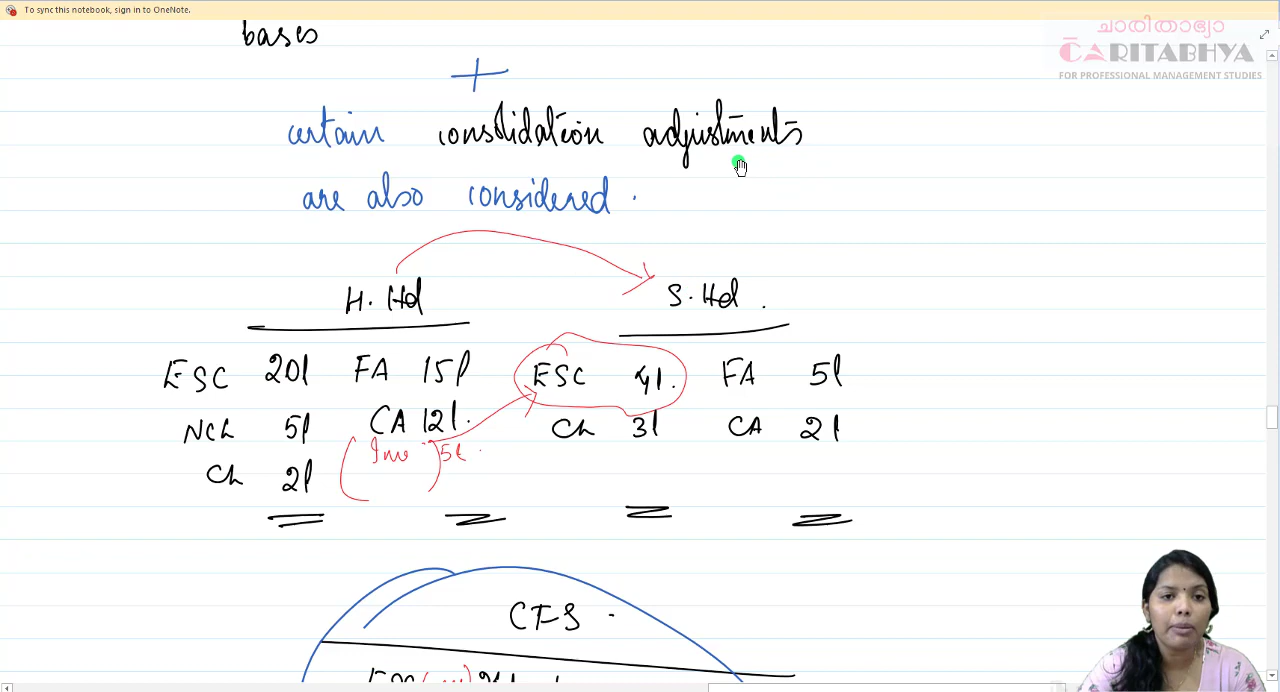 To sync this notebook, sign in to OneNote.
ചാരിതാഭ്യാ
CARITABHYA
FOR PROFESSIONAL MANAGEMENT STUDIES
bases
+
certain consolidation adjustments
are also considered.
H. Ltd S. Ltd.
ESC 20l FA 15l ESC 4l. FA 5l
NCL 5l CA 12l. CL 3l CA 2l
(Inv) 5l.
CL 2l
CFS